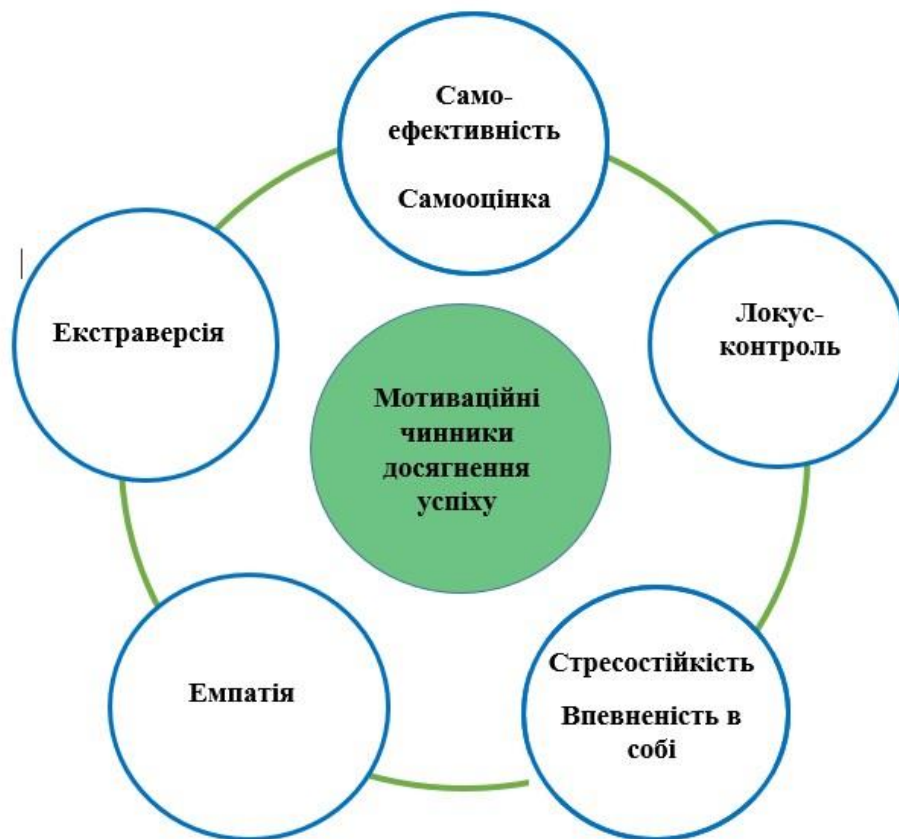 Само-
ефективність
Самооцінка
Екстраверсія
Локус-
контроль
Мотиваційні
чинники
досягнення
успіху
Емпатія
Стресостійкість
Впевненість в
собі